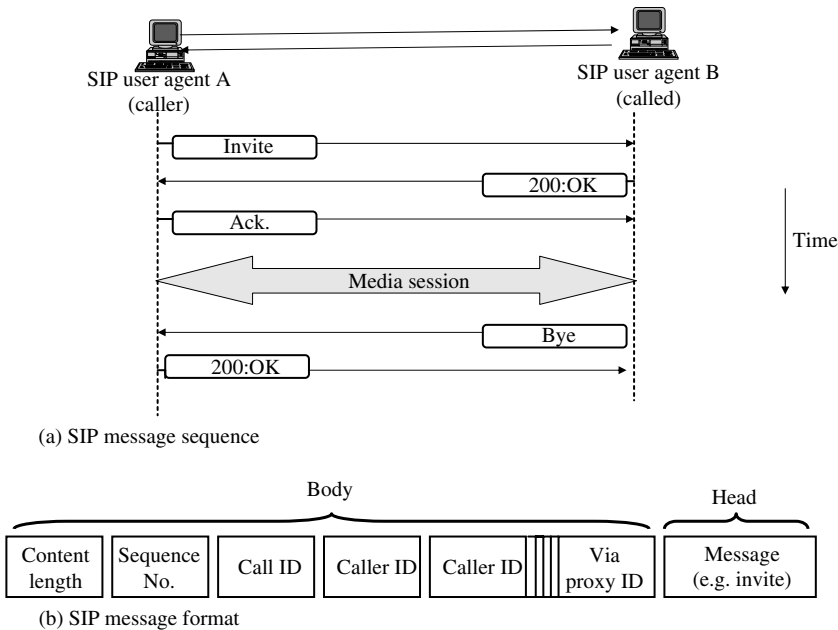 SIP user agent A
(caller)
SIP user agent B
(called)
Invite
200:OK
Ack.
Time
Media session
Bye
200:OK
(a) SIP message sequence
Body
Head
Content
length
Sequence
No.
Call ID
Caller ID
Caller ID
Via
proxy ID
Message
(e.g. invite)
(b) SIP message format